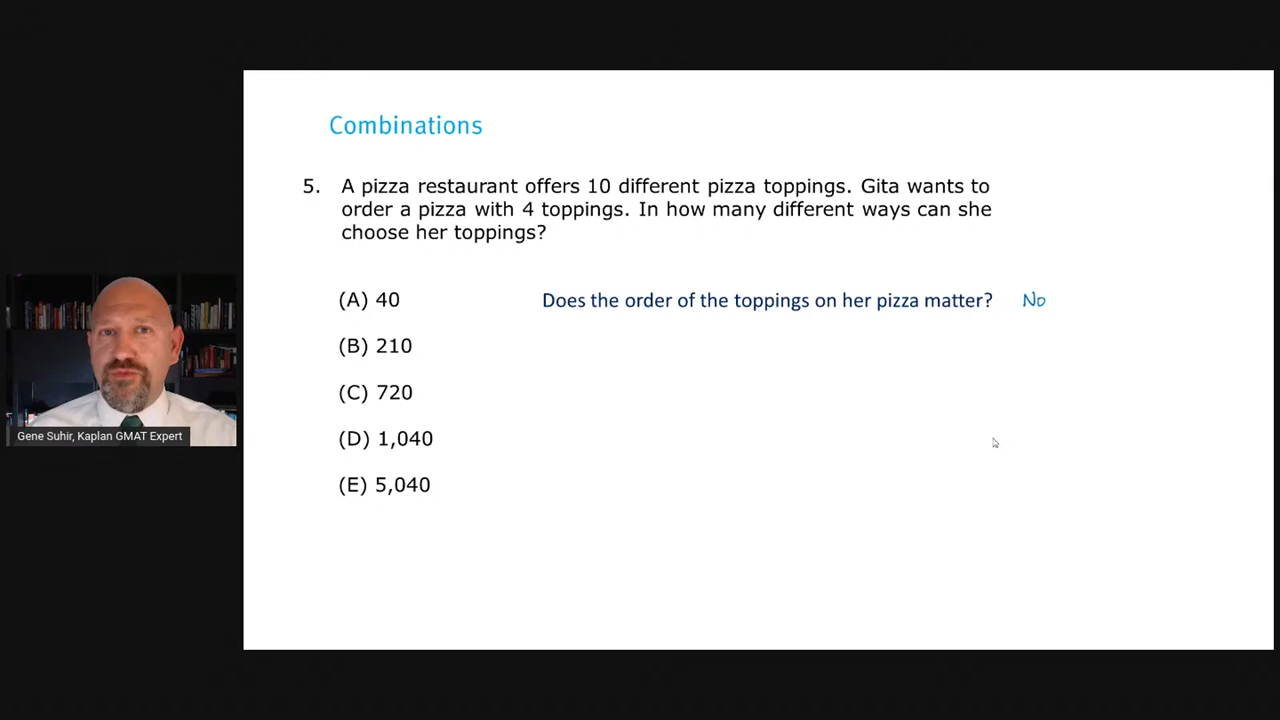 Combinations
5. A pizza restaurant offers 10 different pizza toppings. Gita wants to
order a pizza with 4 toppings. In how many different ways can she
choose her toppings?
(A) 40
Does the order of the toppings on her pizza matter? No
(B) 210
(C) 720
(D) 1,040
(E) 5,040
Gene Suhir, Kaplan GMAT Expert